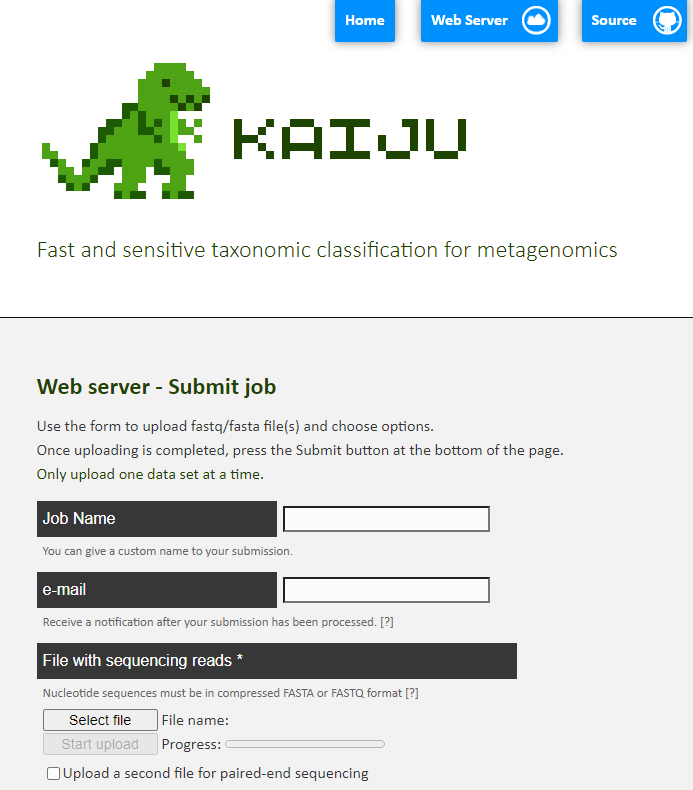 Home
Web Server
Source
KAIJU
Fast and sensitive taxonomic classification for metagenomics
Web server - Submit job
Use the form to upload fastq/fasta file(s) and choose options.
Once uploading is completed, press the Submit button at the bottom of the page.
Only upload one data set at a time.
Job Name
You can give a custom name to your submission.
e-mail
Receive a notification after your submission has been processed. [?]
File with sequencing reads *
Nucleotide sequences must be in compressed FASTA or FASTQ format [?]
Select file File name:
Start upload Progress:
Upload a second file for paired-end sequencing